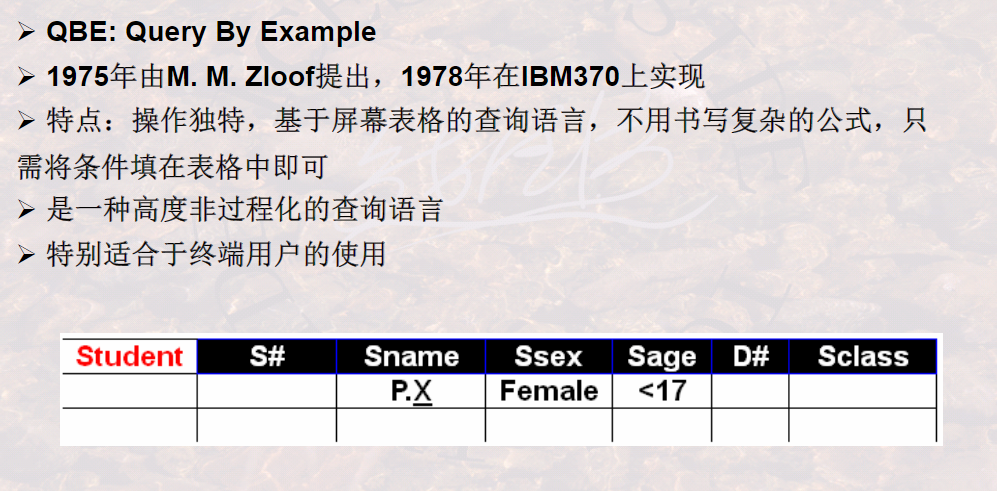 ➢ QBE: Query By Example
➢ 1975年由M. M. Zloof提出，1978年在IBM370上实现
➢ 特点：操作独特，基于屏幕表格的查询语言，不用书写复杂的公式，只
需将条件填在表格中即可
➢ 是一种高度非过程化的查询语言
➢ 特别适合于终端用户的使用
Student S# Sname Ssex Sage D# Sclass
P.X Female <17